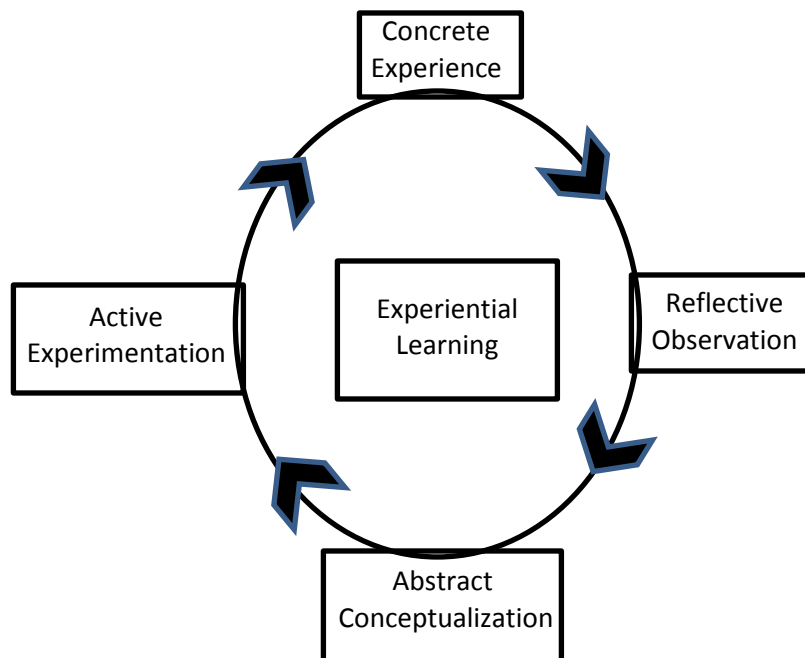 Concrete
Experience
Active
Experimentation
Experiential
Learning
Reflective
Observation
Abstract
Conceptualization